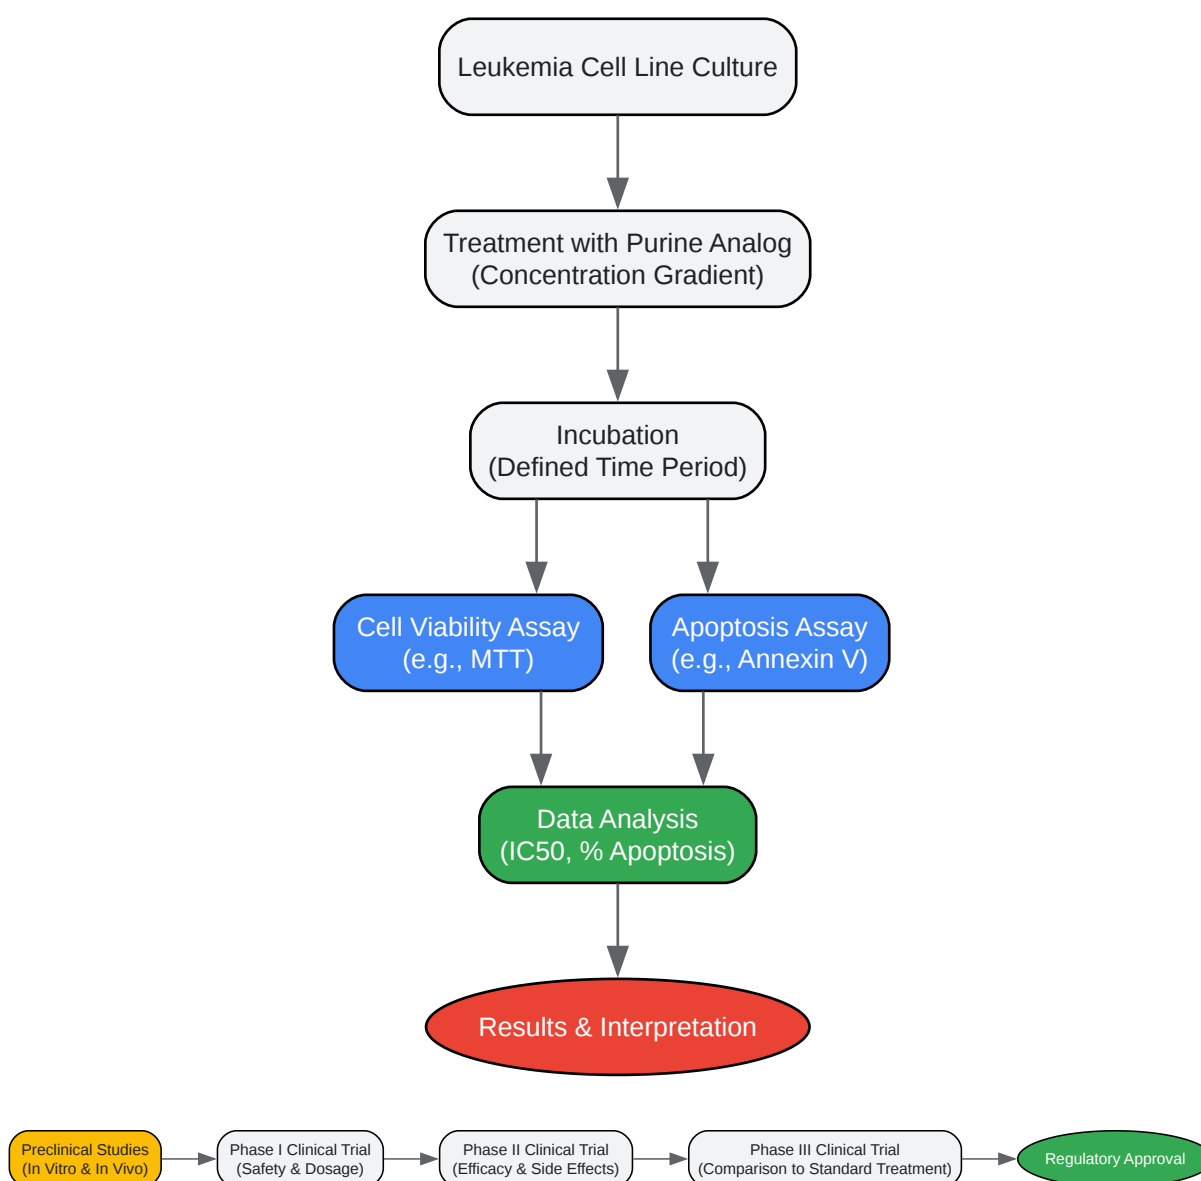 Leukemia Cell Line Culture
Treatment with Purine Analog
(Concentration Gradient)
Incubation
(Defined Time Period)
Cell Viability Assay
(e.g., MTT)
Apoptosis Assay
(e.g., Annexin V)
Data Analysis
(IC50, % Apoptosis)
Results & Interpretation
Preclinical Studies
(In Vitro & In Vivo)
Phase I Clinical Trial
(Safety & Dosage)
Phase II Clinical Trial
(Efficacy & Side Effects)
Phase III Clinical Trial
(Comparison to Standard Treatment)
Regulatory Approval